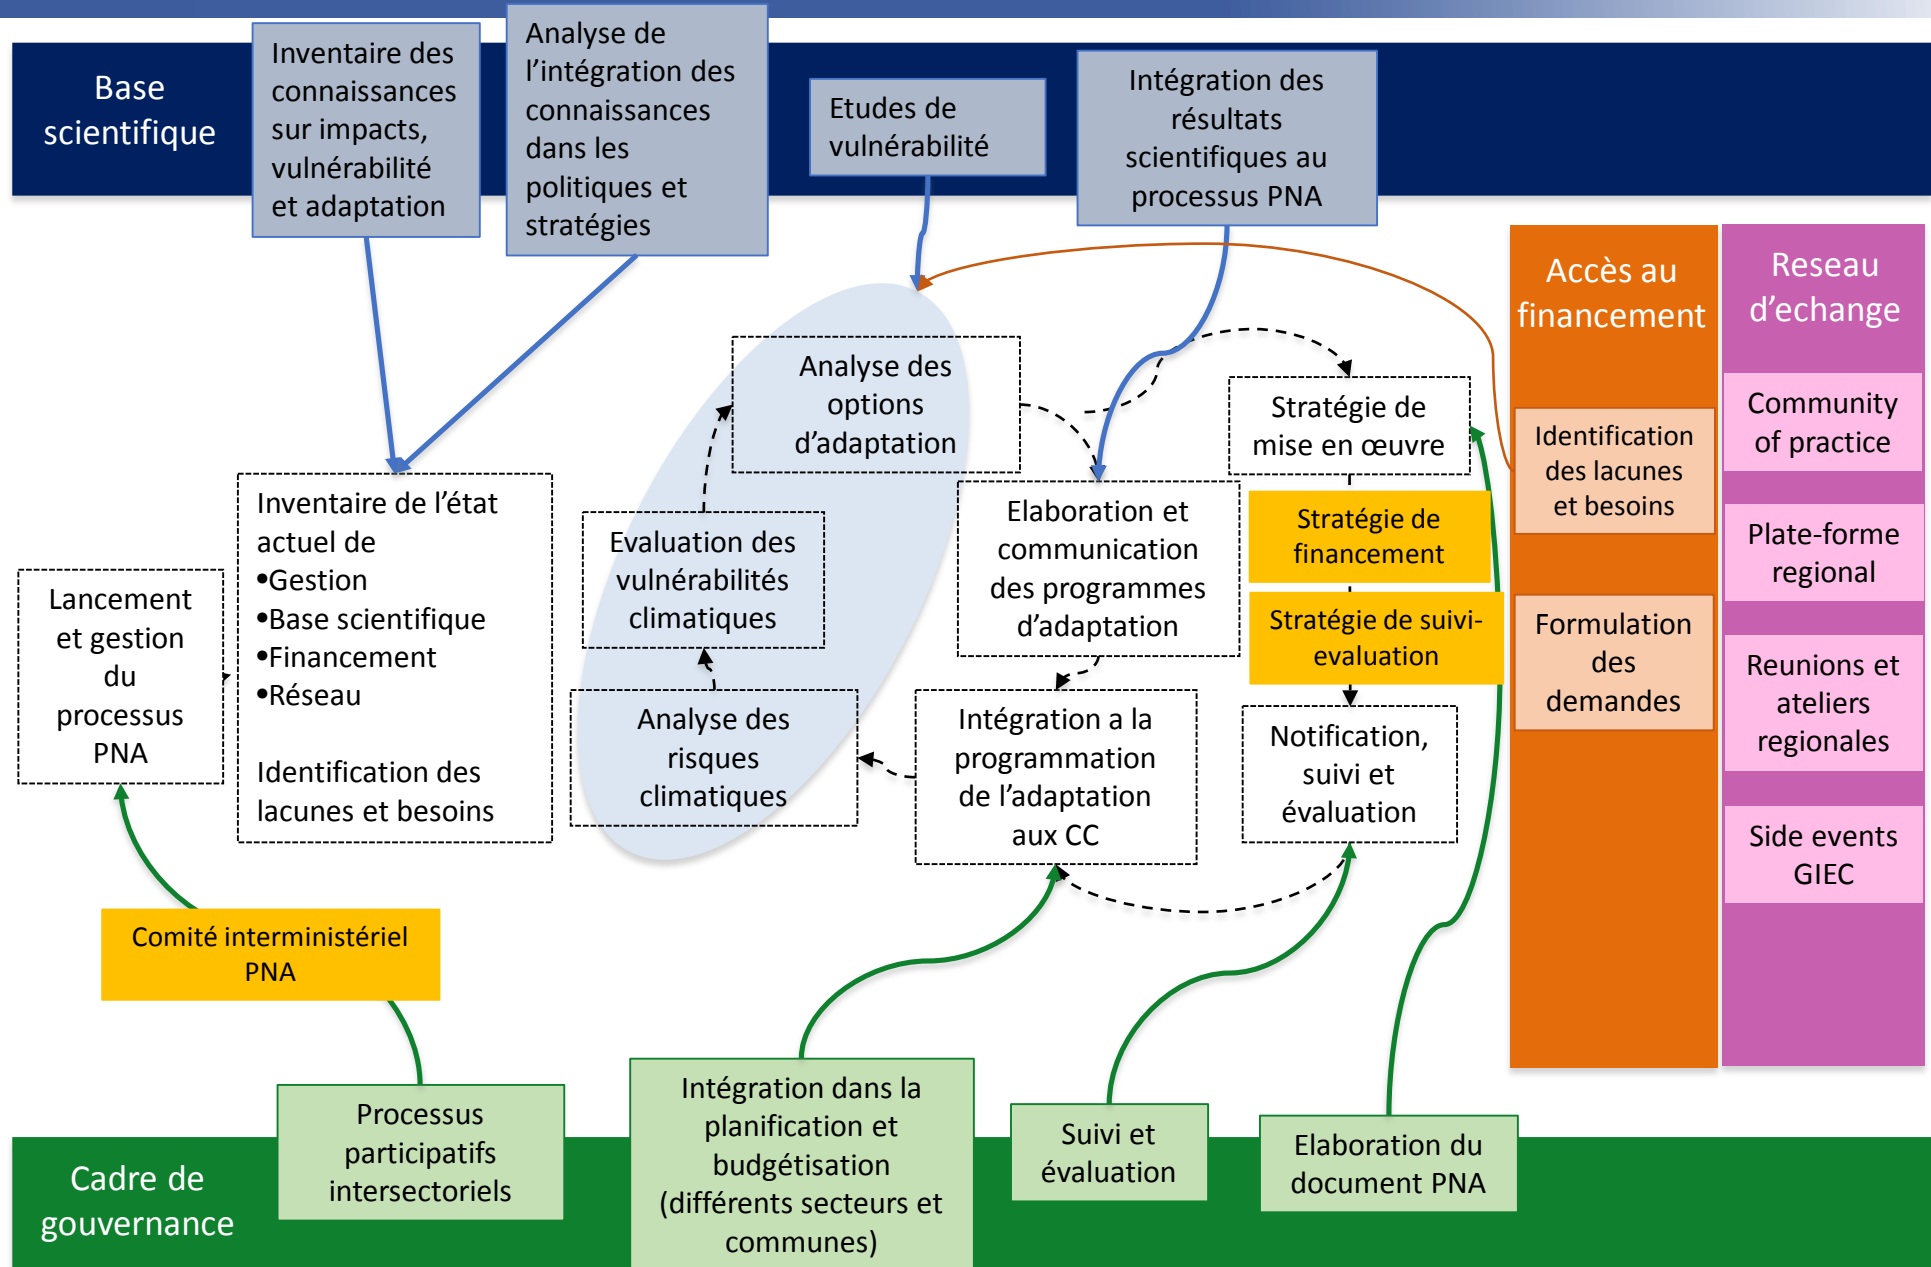 Base
scientifique
Inventaire des
connaissances
sur impacts,
vulnérabilité
et adaptation
Analyse de
l’intégration des
connaissances
dans les
politiques et
stratégies
Etudes de
vulnérabilité
Intégration des
résultats
scientifiques au
processus PNA
Accès au
financement
Identification
des lacunes
et besoins
Formulation
des
demandes
Reseau
d’echange
Community
of practice
Plate-forme
regional
Reunions et
ateliers
regionales
Side events
GIEC
Lancement
et gestion
du
processus
PNA
Inventaire de l’état
actuel de
•Gestion
•Base scientifique
•Financement
•Réseau
Identification des
lacunes et besoins
Analyse des
options
d’adaptation
Evaluation des
vulnérabilités
climatiques
Analyse des
risques
climatiques
Elaboration et
communication
des programmes
d’adaptation
Intégration a la
programmation
de l’adaptation
aux CC
Stratégie de
mise en œuvre
Stratégie de
financement
Stratégie de suivi-
evaluation
Notification,
suivi et
évaluation
Comité interministériel
PNA
Cadre de
gouvernance
Processus
participatifs
intersectoriels
Intégration dans la
planification et
budgétisation
(différents secteurs et
communes)
Suivi et
évaluation
Elaboration du
document PNA